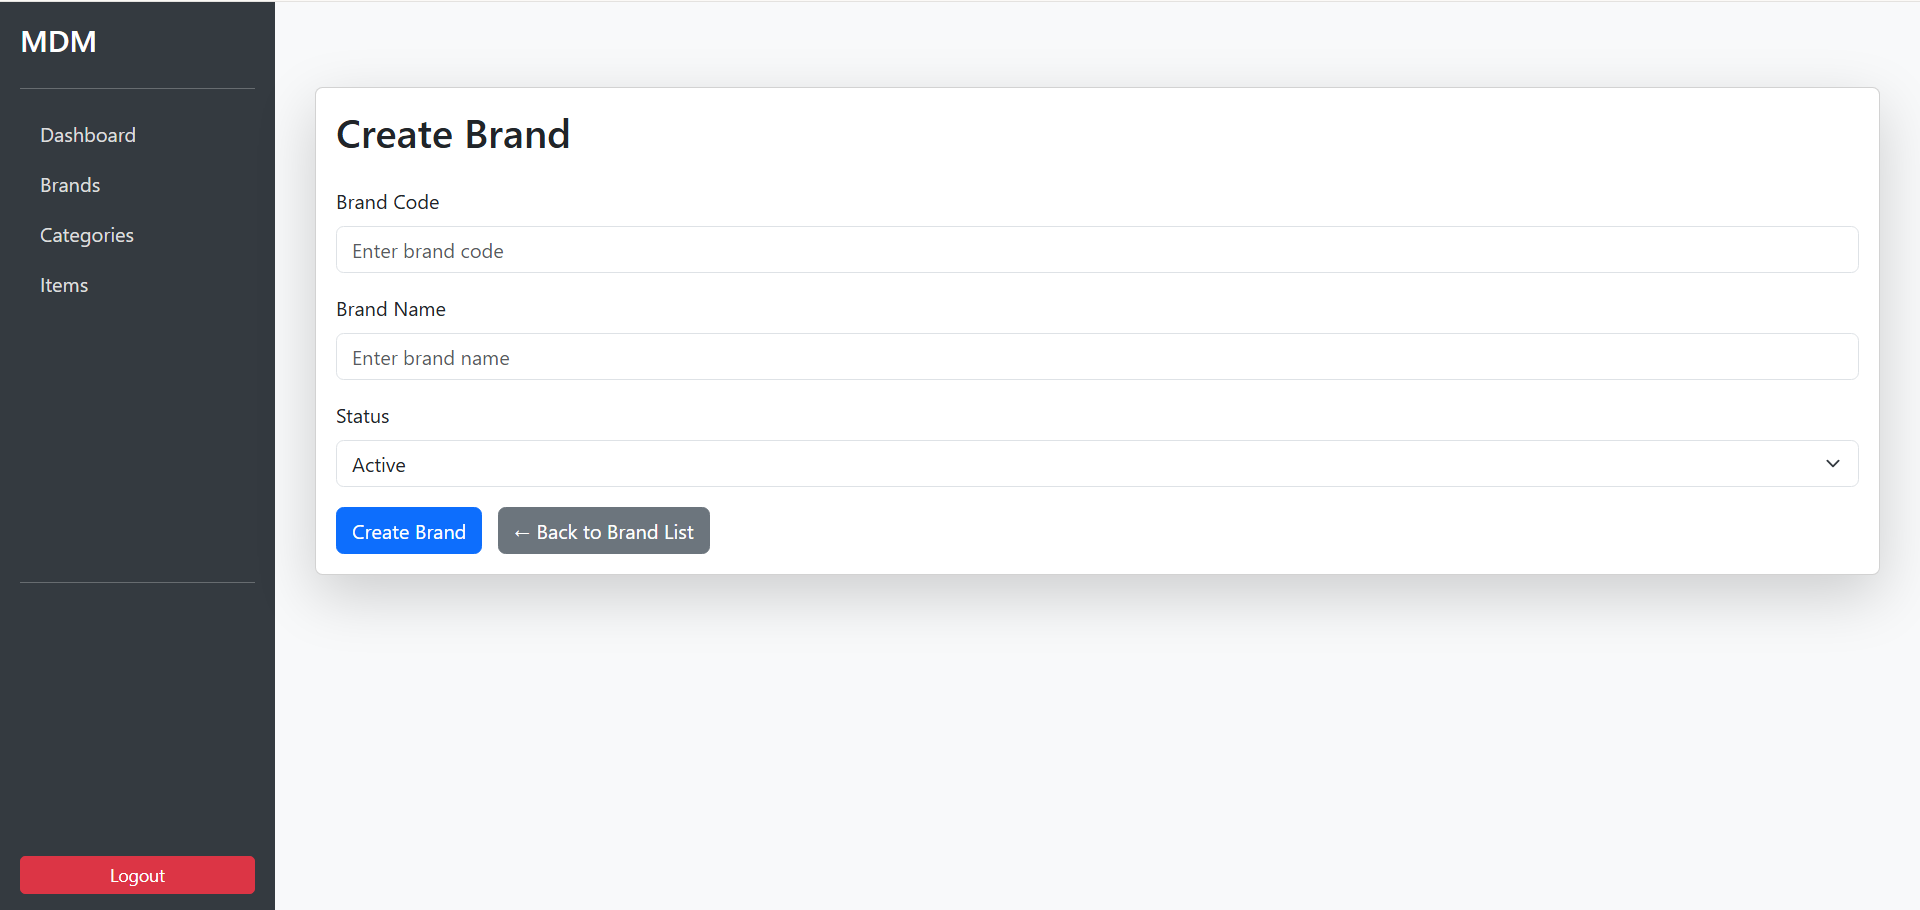 MDM
Dashboard
Brands
Categories
Items
Logout
Create Brand
Brand Code
Enter brand code
Brand Name
Enter brand name
Status
Active
Create Brand
← Back to Brand List